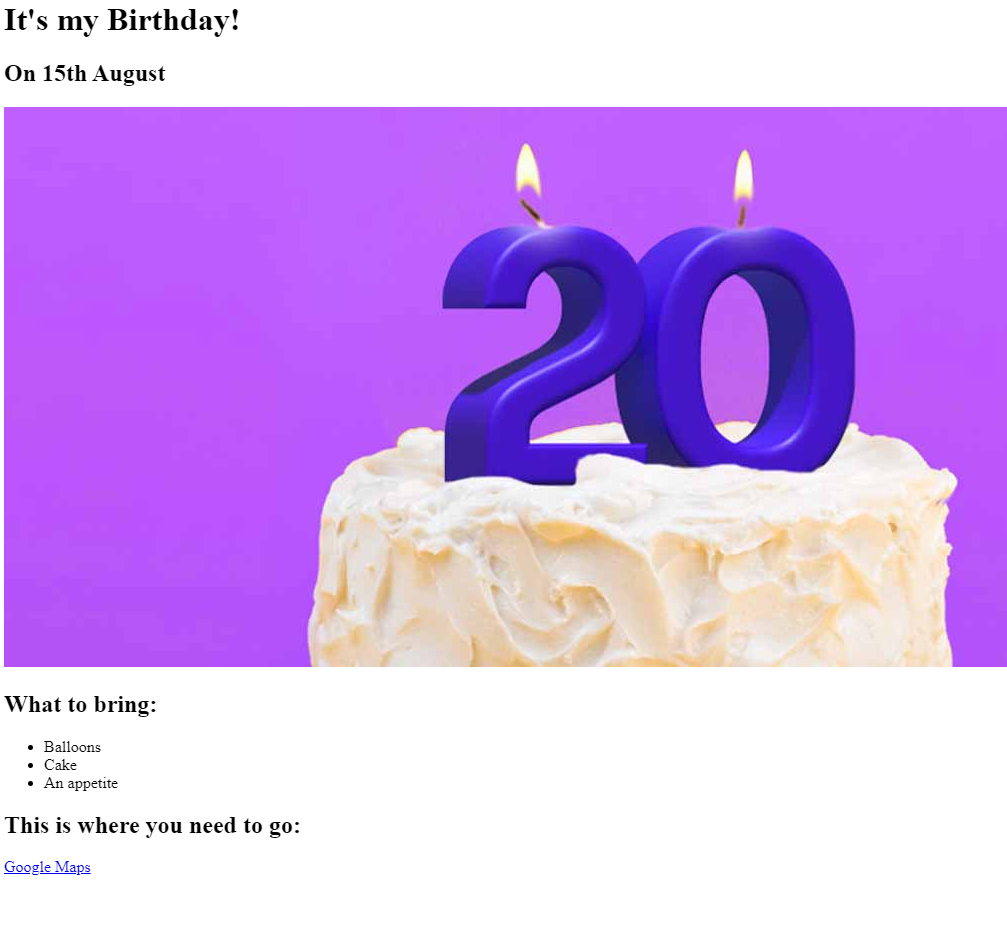 It's my Birthday!
On 15th August
20
What to bring:
Balloons
Cake
An appetite
This is where you need to go:
Google Maps